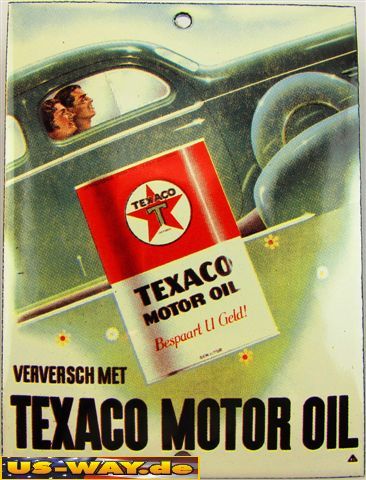 TEXACO
T
TEXACO
MOTOR OIL
Bespaart U Geld!
VERVERSCH MET
TEXACO MOTOR OIL
US-WAY.de